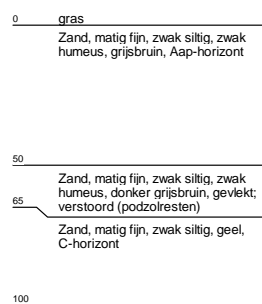 0 gras
Zand, matig fijn, zwak siltig, zwak
humeus, grijsbruin, Aap-horizont
50
Zand, matig fijn, zwak siltig, zwak
humeus, donker grijsbruin, gevlekt;
65 verstoord (podzolresten)
Zand, matig fijn, zwak siltig, geel,
C-horizont
100